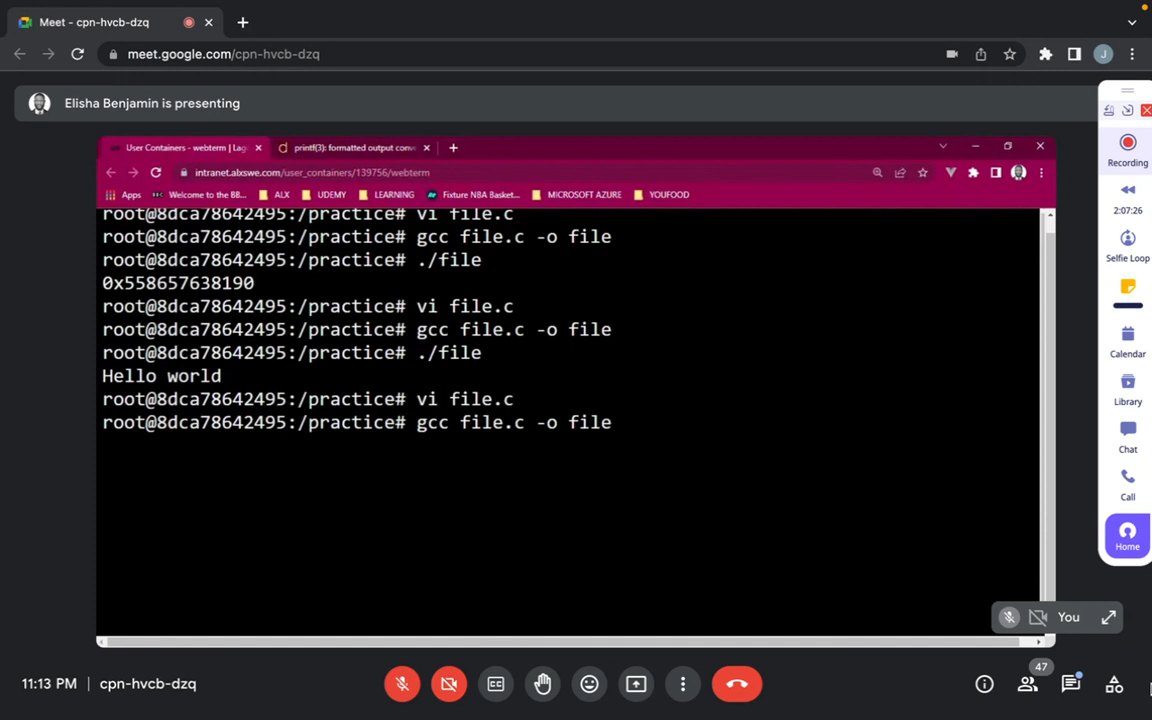 Meet - cpn-hvcb-dzq
meet.google.com/cpn-hvcb-dzq
J
Elisha Benjamin is presenting
User Containers - webterm | Lag
printf(3): formatted output conv
intranet.alxswe.com/user_containers/139756/webterm
Apps
Welcome to the BB...
ALX
UDEMY
LEARNING
Fixture NBA Basket...
MICROSOFT AZURE
YOUFOOD
root@8dca78642495:/practice# vi file.c
root@8dca78642495:/practice# gcc file.c -o file
root@8dca78642495:/practice# ./file
0x558657638190
root@8dca78642495:/practice# vi file.c
root@8dca78642495:/practice# gcc file.c -o file
root@8dca78642495:/practice# ./file
Hello world
root@8dca78642495:/practice# vi file.c
root@8dca78642495:/practice# gcc file.c -o file
Recording
2:07:26
Selfie Loop
Calendar
Library
Chat
Call
Home
You
11:13 PM | cpn-hvcb-dzq
47